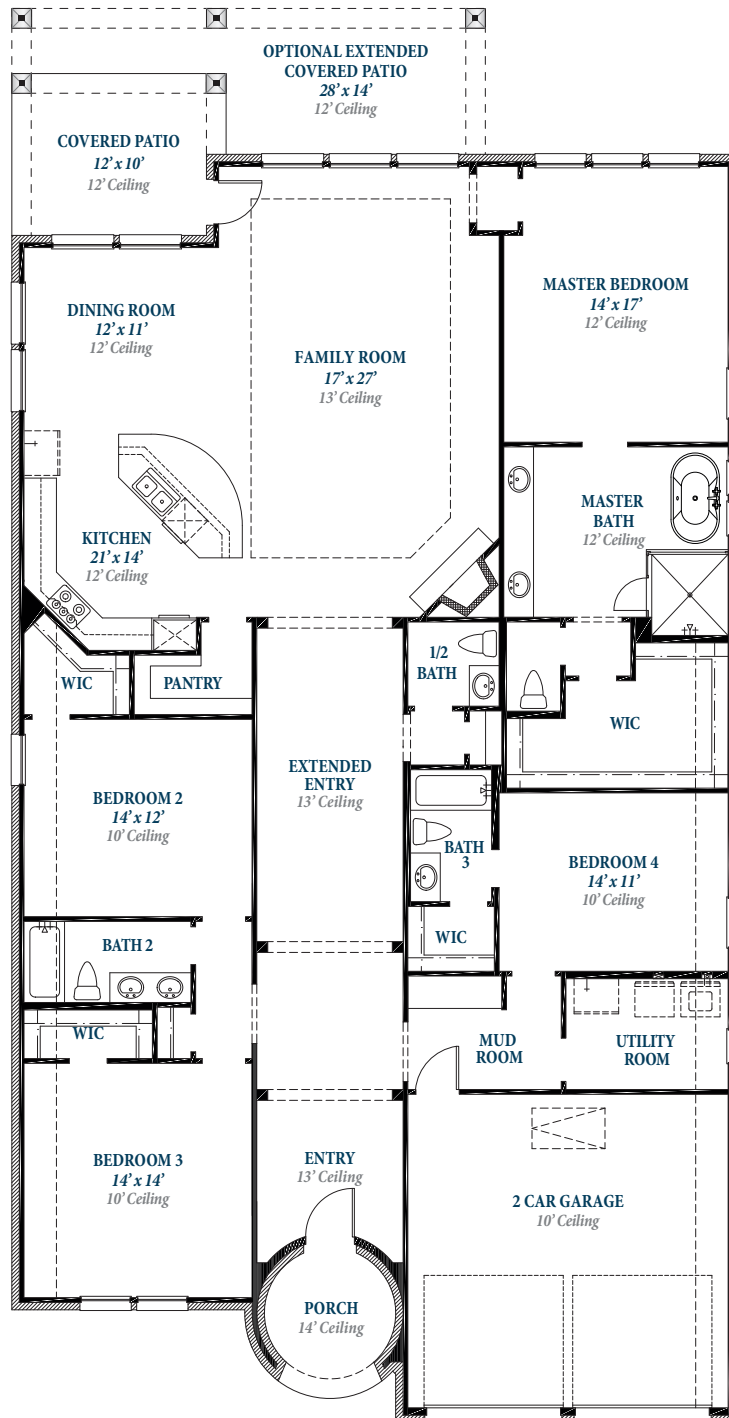 OPTIONAL EXTENDED
COVERED PATIO
28' x 14'
12' Ceiling
COVERED PATIO
12' x 10'
12' Ceiling
MASTER BEDROOM
14' x 17'
12' Ceiling
DINING ROOM
12' x 11'
12' Ceiling
FAMILY ROOM
17' x 27'
13' Ceiling
MASTER
BATH
12' Ceiling
KITCHEN
21' x 14'
12' Ceiling
1/2
BATH
WIC
PANTRY
WIC
EXTENDED
ENTRY
13' Ceiling
BEDROOM 2
14' x 12'
10' Ceiling
BATH
3
BEDROOM 4
14' x 11'
10' Ceiling
WIC
BATH 2
WIC
MUD
ROOM
UTILITY
ROOM
BEDROOM 3
14' x 14'
10' Ceiling
ENTRY
13' Ceiling
2 CAR GARAGE
10' Ceiling
PORCH
14' Ceiling